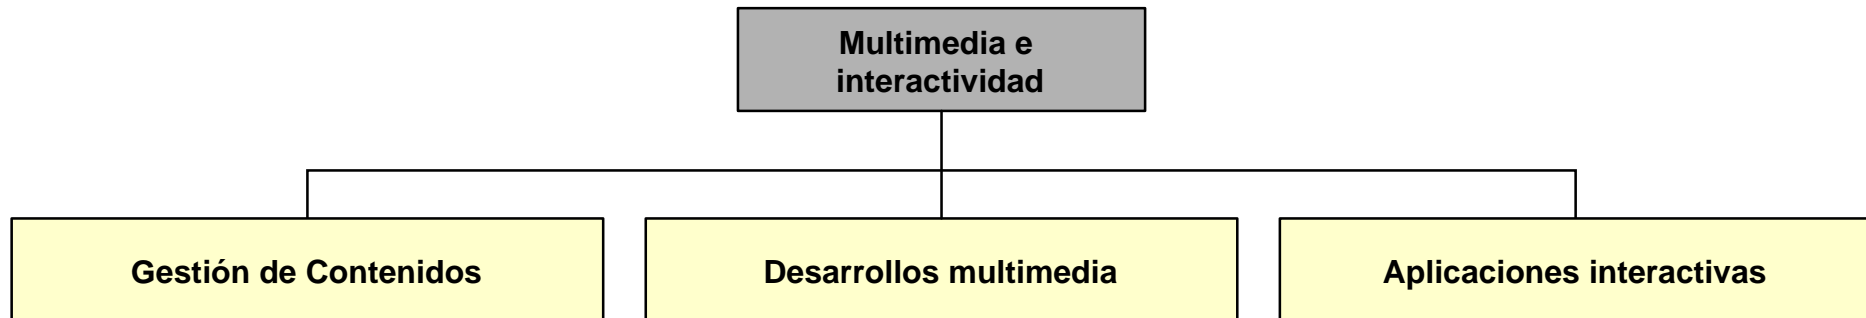 Multimedia e
interactividad
Gestión de Contenidos
Desarrollos multimedia
Aplicaciones interactivas